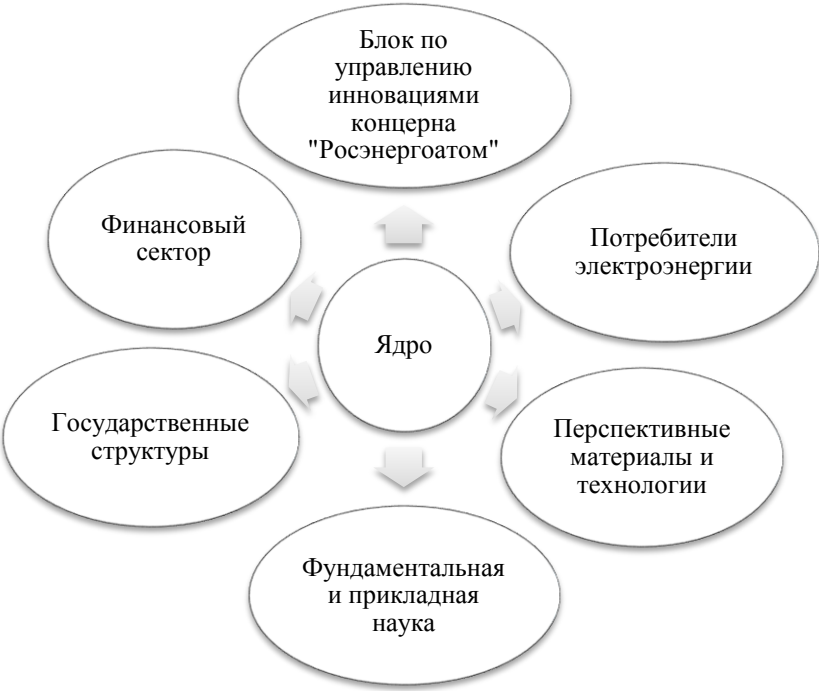 Блок по
управлению
инновациями
концерна
"Росэнергоатом"
Финансовый
сектор
Потребители
электроэнергии
Ядро
Государственные
структуры
Перспективные
материалы и
технологии
Фундаментальная
и прикладная
наука